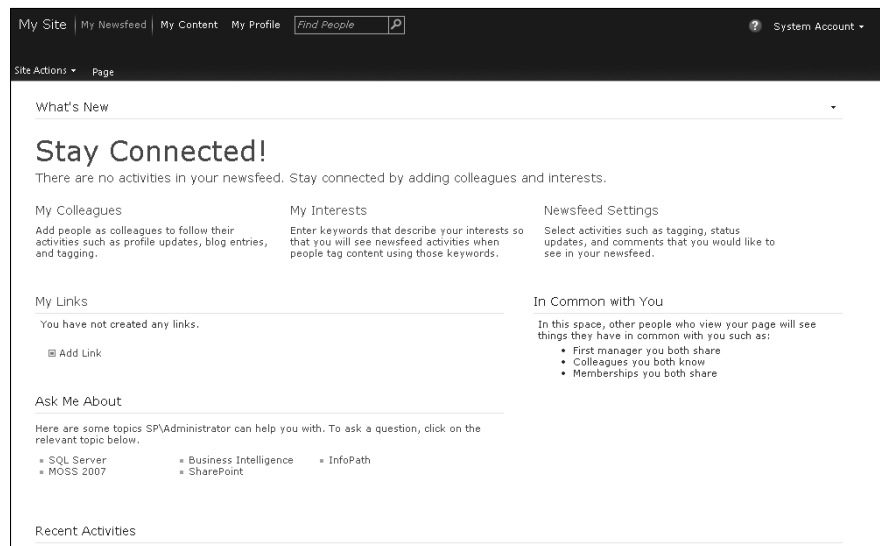 My Site | My Newsfeed | My Content My Profile Find People
System Account
Site Actions Page
What's New
Stay Connected!
There are no activities in your newsfeed. Stay connected by adding colleagues and interests.
My Colleagues
Add people as colleagues to follow their
activities such as profile updates, blog entries,
and tagging.
My Interests
Enter keywords that describe your interests so
that you will see newsfeed activities when
people tag content using those keywords.
Newsfeed Settings
Select activities such as tagging, status
updates, and comments that you would like to
see in your newsfeed.
My Links
You have not created any links.
Add Link
In Common with You
In this space, other people who view your page will see
things they have in common with you such as:
• First manager you both share
• Colleagues you both know
• Memberships you both share
Ask Me About
Here are some topics SP\Administrator can help you with. To ask a question, click on the
relevant topic below.
SQL Server
MOSS 2007
Business Intelligence
SharePoint
InfoPath
Recent Activities